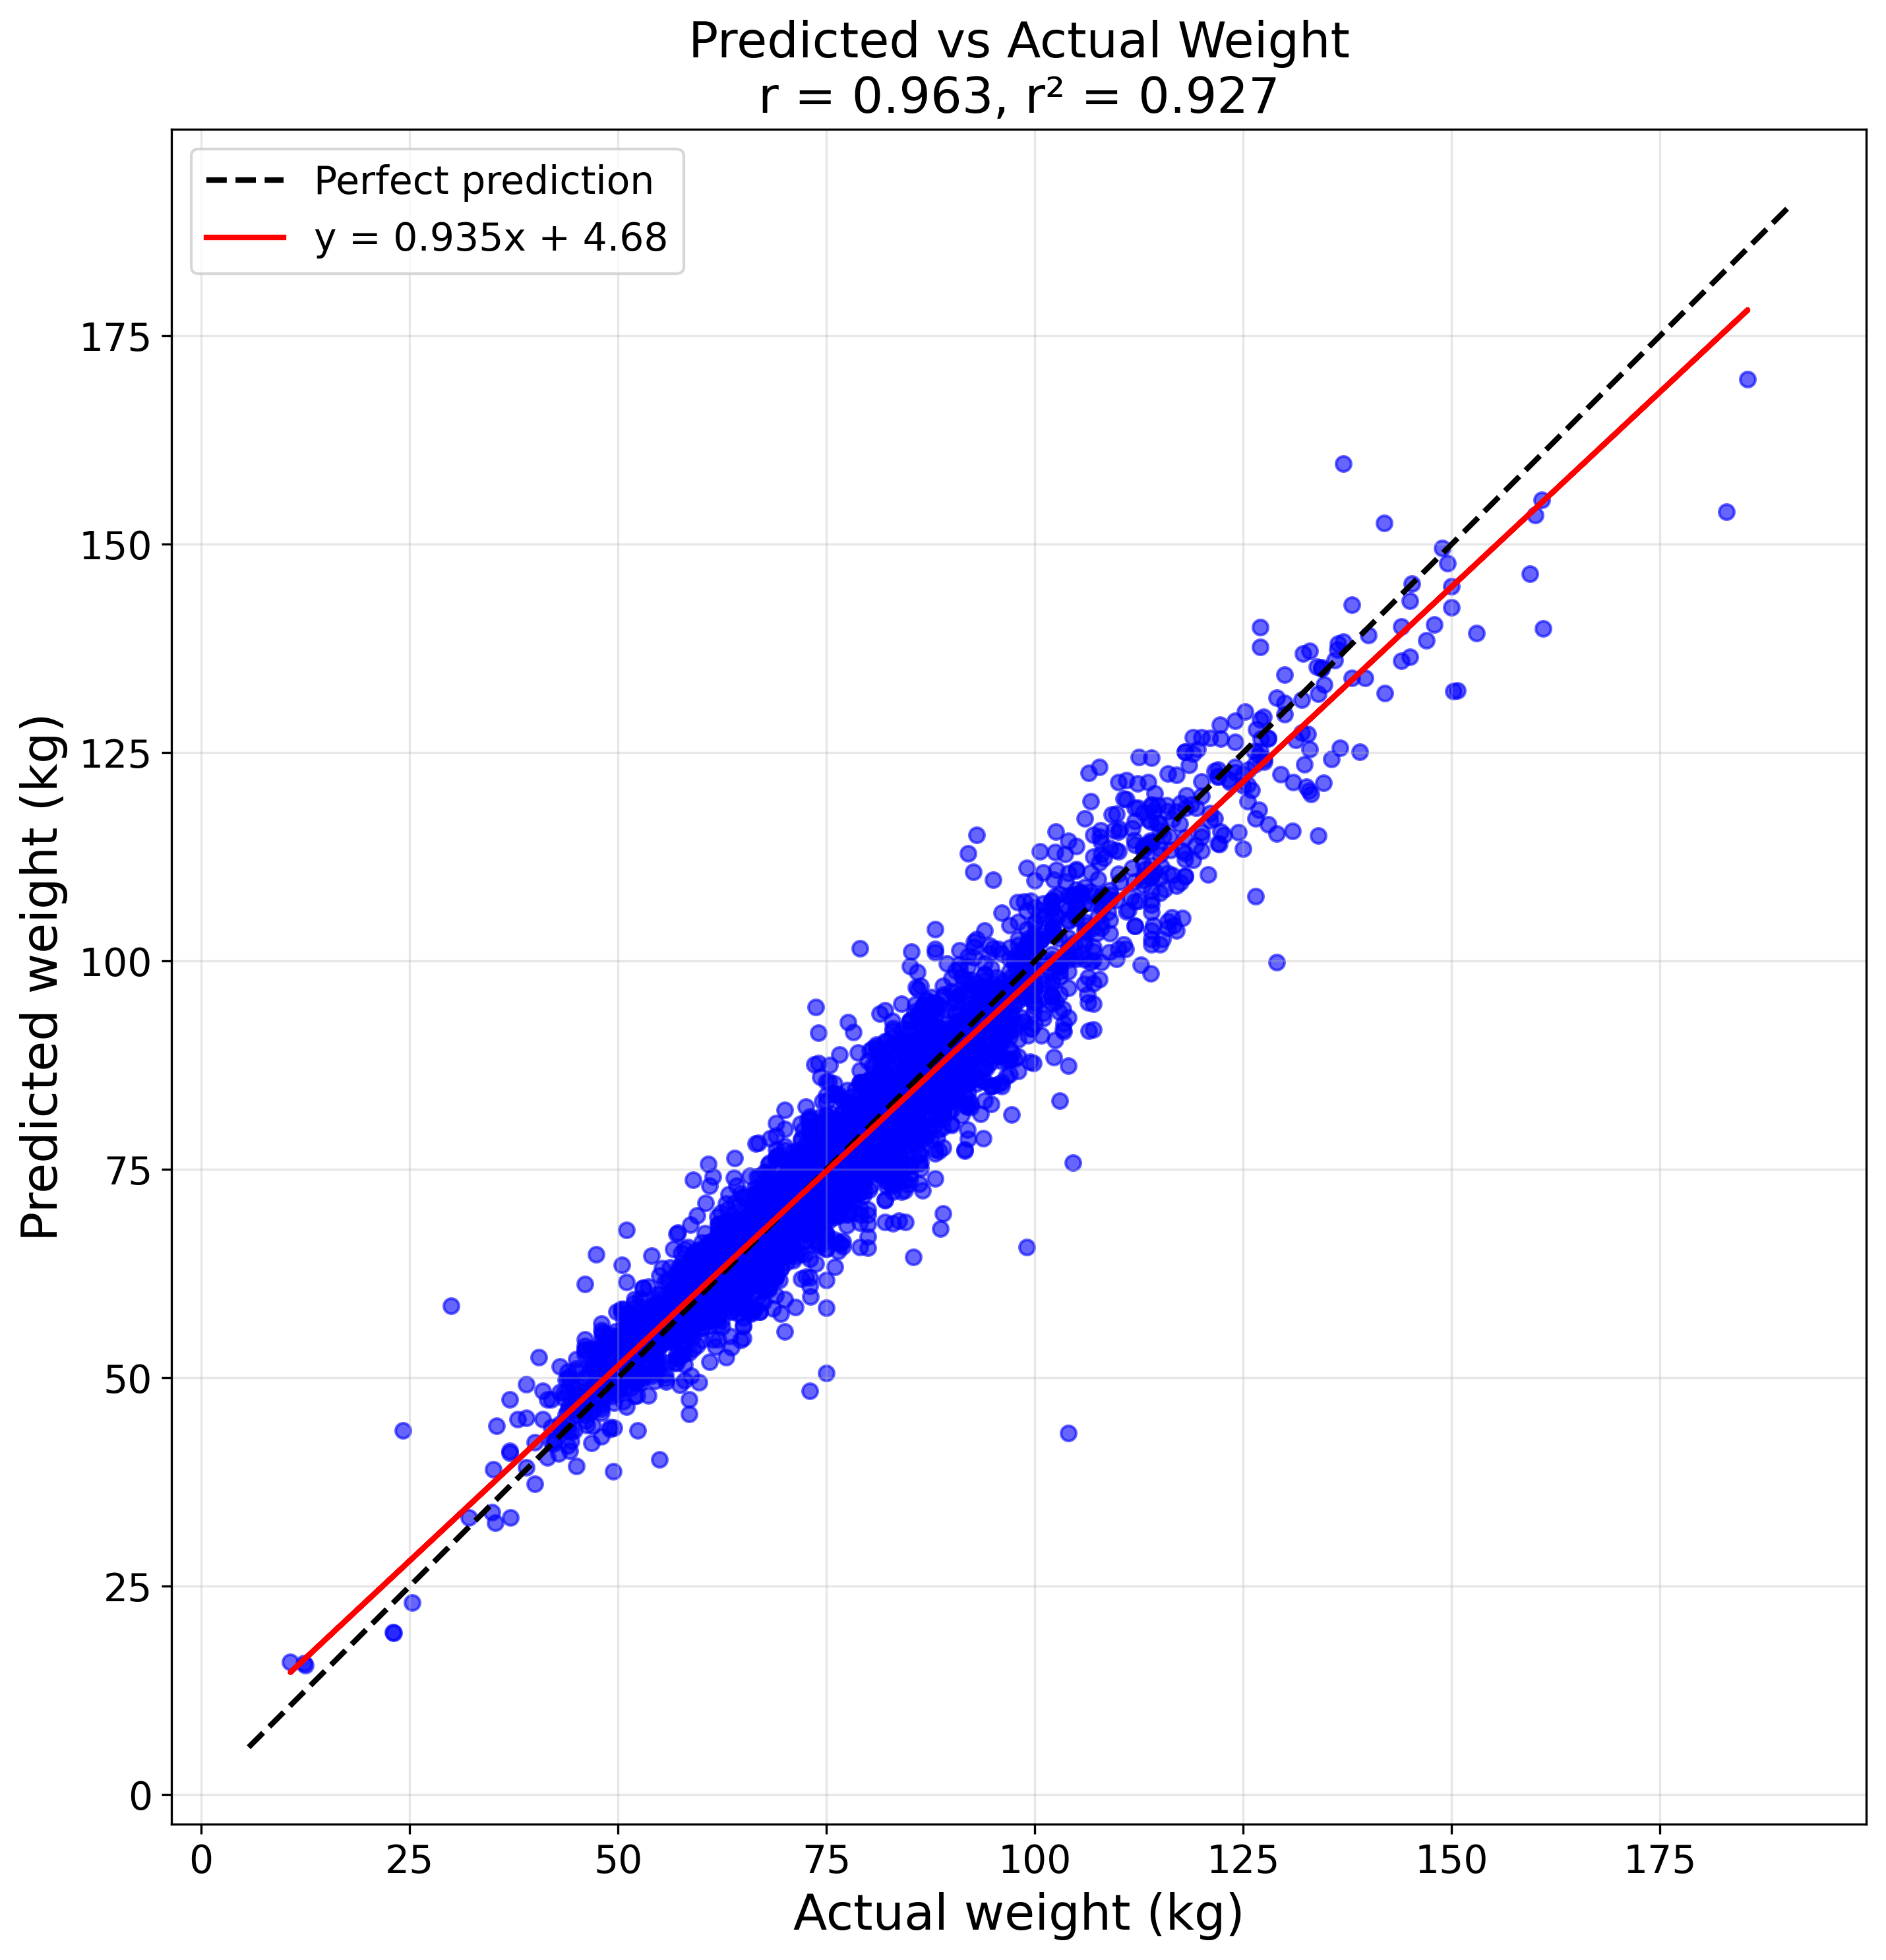 Predicted vs Actual Weight
r = 0.963, r² = 0.927
Perfect prediction
y = 0.935x + 4.68
Predicted weight (kg)
175
150
125
100
75
50
25
0
0 25 50 75 100 125 150 175
Actual weight (kg)